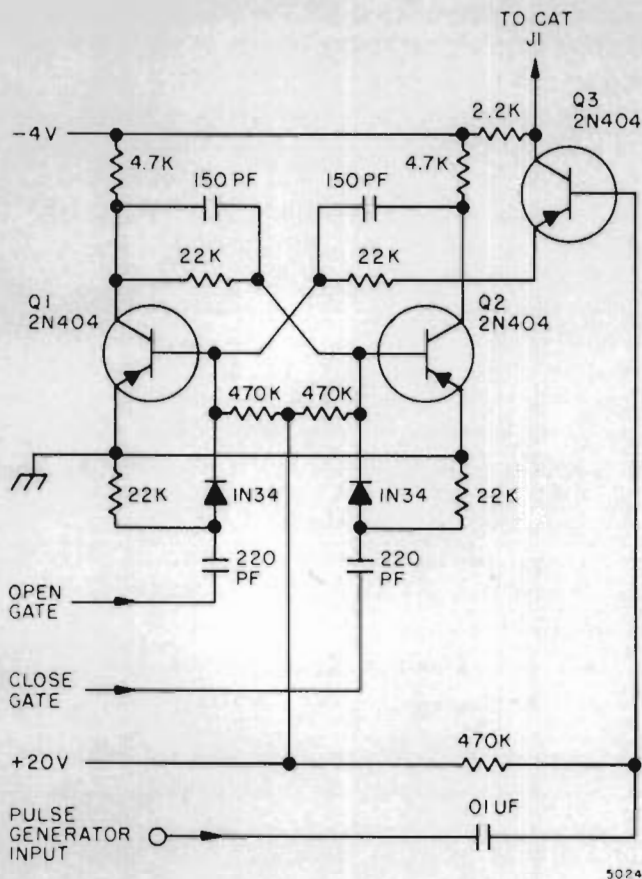 TO CAT
J1
2.2K
Q3
2N404
-4V
4.7K
4.7K
150 PF
150 PF
22K
22K
Q1
2N404
Q2
2N404
470K
470K
22K
1N34
1N34
22K
220
PF
220
PF
OPEN
GATE
CLOSE
GATE
+20V
470K
PULSE
GENERATOR
INPUT
01 UF
5024